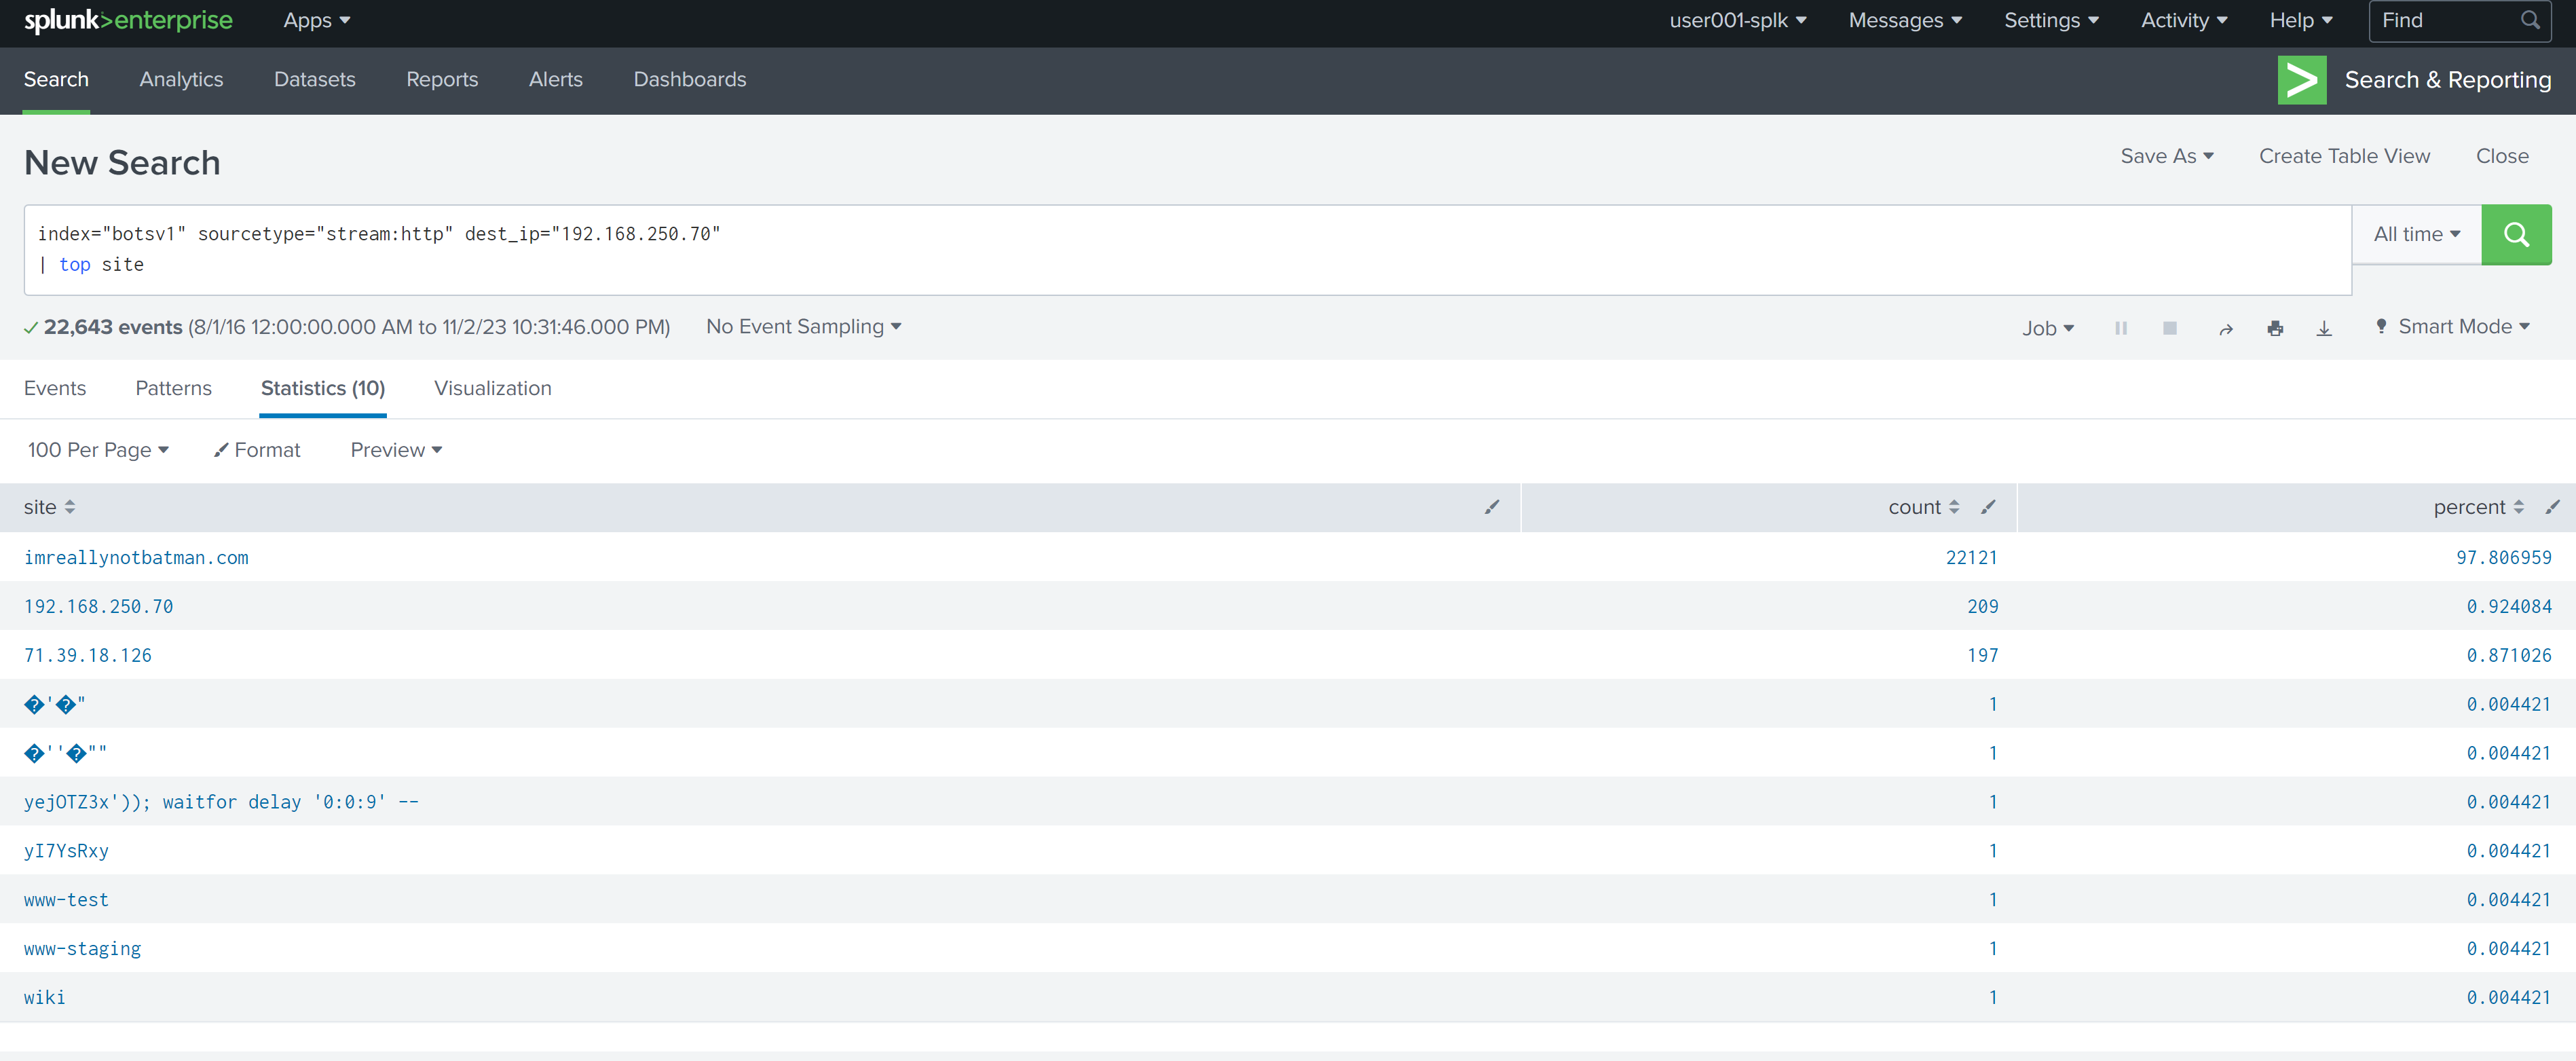 splunk>enterprise Apps user001-splk Messages Settings Activity Help Find
Search Analytics Datasets Reports Alerts Dashboards Search & Reporting
New Search Save As Create Table View Close
index="botsv1" sourcetype="stream:http" dest_ip="192.168.250.70" All time
| top site
22,643 events (8/1/16 12:00:00.000 AM to 11/2/23 10:31:46.000 PM) No Event Sampling Job Smart Mode
Events Patterns Statistics (10) Visualization
100 Per Page Format Preview
site count percent
imreallynotbatman.com 22121 97.806959
192.168.250.70 209 0.924084
71.39.18.126 197 0.871026
�'�" 1 0.004421
�''�"" 1 0.004421
yejOTZ3x')); waitfor delay '0:0:9' -- 1 0.004421
yI7YsRxy 1 0.004421
www-test 1 0.004421
www-staging 1 0.004421
wiki 1 0.004421